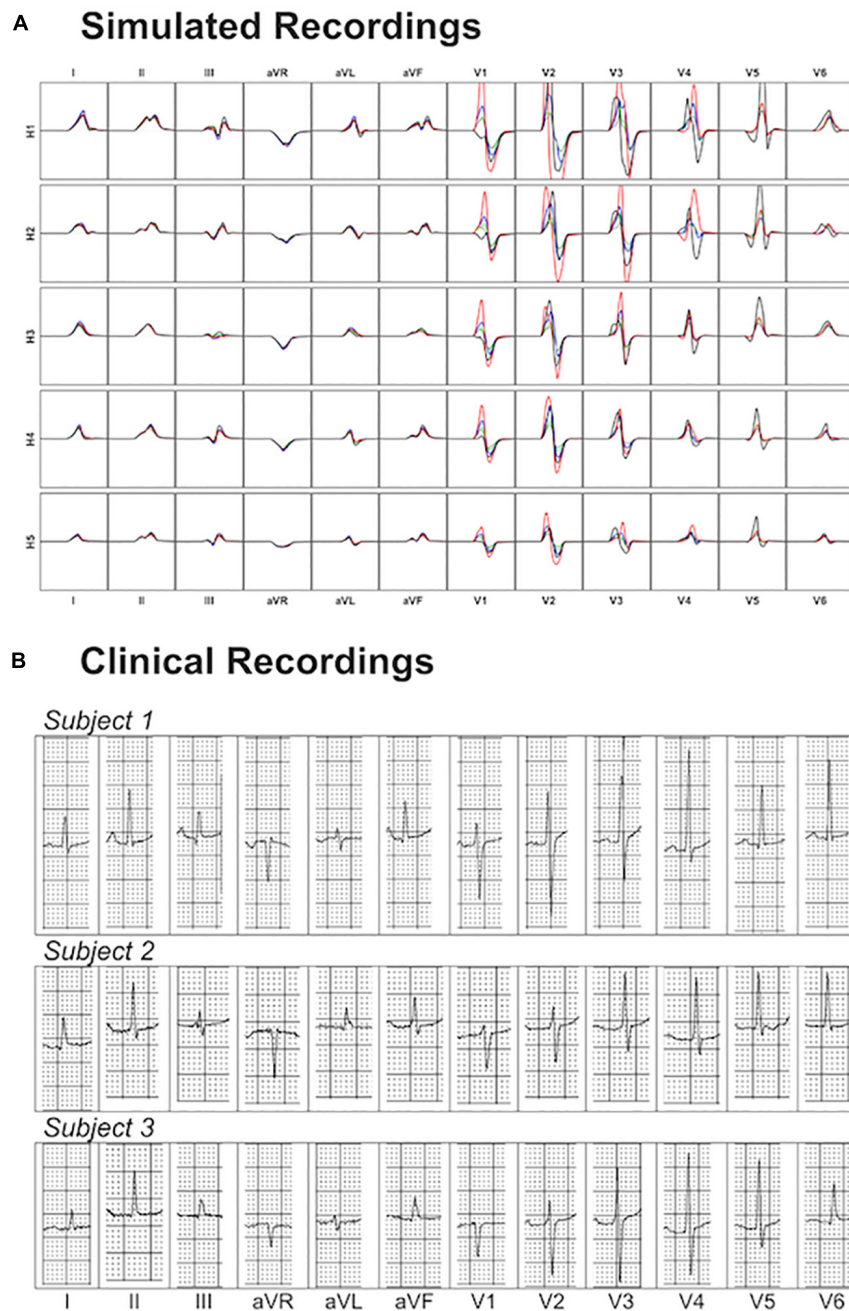 A Simulated Recordings
I II III aVR aVL aVF V1 V2 V3 V4 V5 V6
H1
H2
H3
H4
H5
I II III aVR aVL aVF V1 V2 V3 V4 V5 V6
B Clinical Recordings
Subject 1
Subject 2
Subject 3
I II III aVR aVL aVF V1 V2 V3 V4 V5 V6